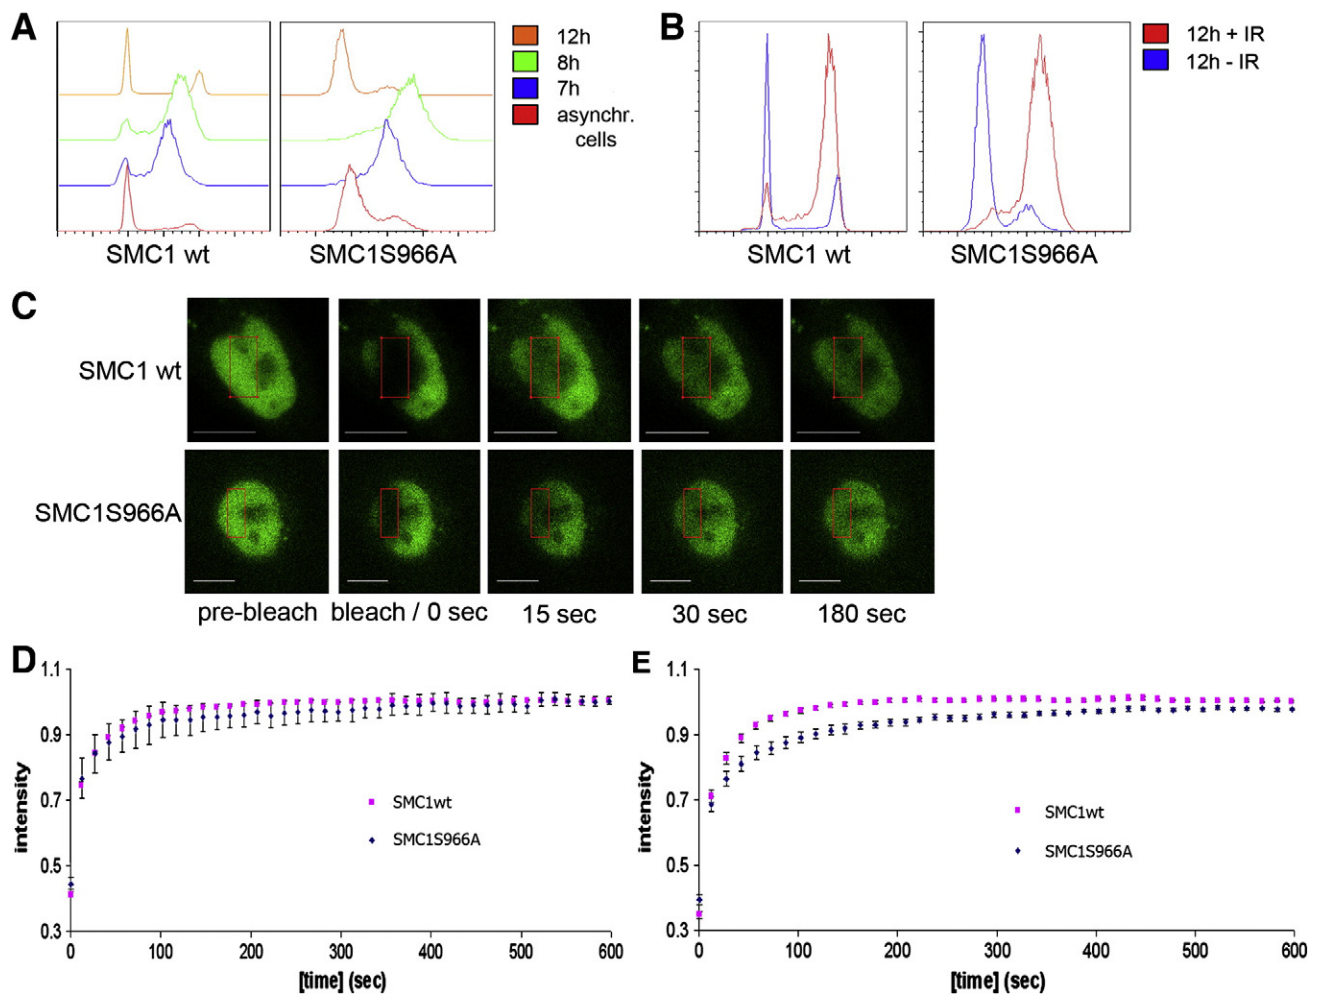 A
12h
8h
7h
asynchr.
cells
SMC1 wt
SMC1S966A
B
12h + IR
12h - IR
SMC1 wt
SMC1S966A
C
SMC1 wt
SMC1S966A
pre-bleach
bleach / 0 sec
15 sec
30 sec
180 sec
D
1.1
0.9
0.7
0.5
0.3
intensity
SMC1wt
SMC1S966A
0
100
200
300
400
500
600
[time] (sec)
E
1.1
0.9
0.7
0.5
0.3
intensity
SMC1wt
SMC1S966A
0
100
200
300
400
500
600
[time] (sec)